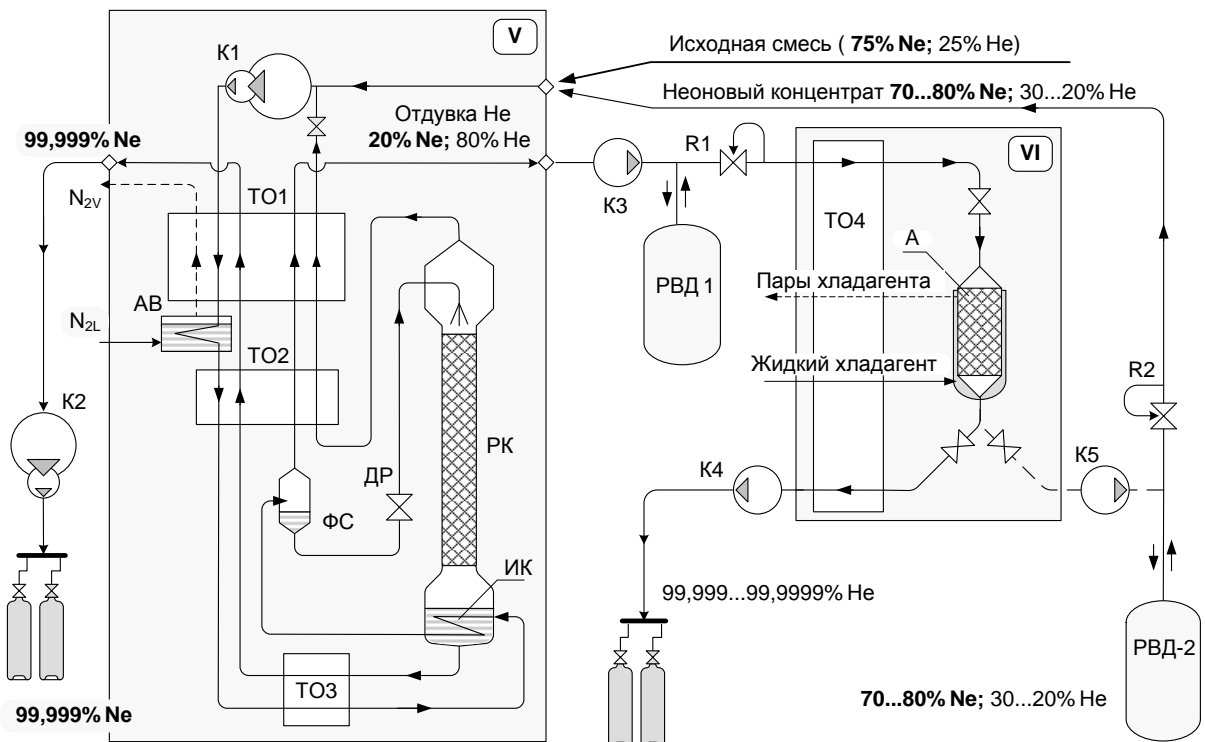 V
К1
Исходная смесь ( 75% Ne; 25% He)
Неоновый концентрат 70...80% Ne; 30...20% He
Отдувка He
20% Ne; 80% He
99,999% Ne
R1
VI
N2V
ТО1
К3
ТО4
А
АВ
РВД 1
Пары хладагента
N2L
ТО2
Жидкий хладагент
R2
К2
РК
ДР
К4
К5
ФС
ИК
99,999...99,9999% He
РВД-2
ТО3
70...80% Ne; 30...20% He
99,999% Ne